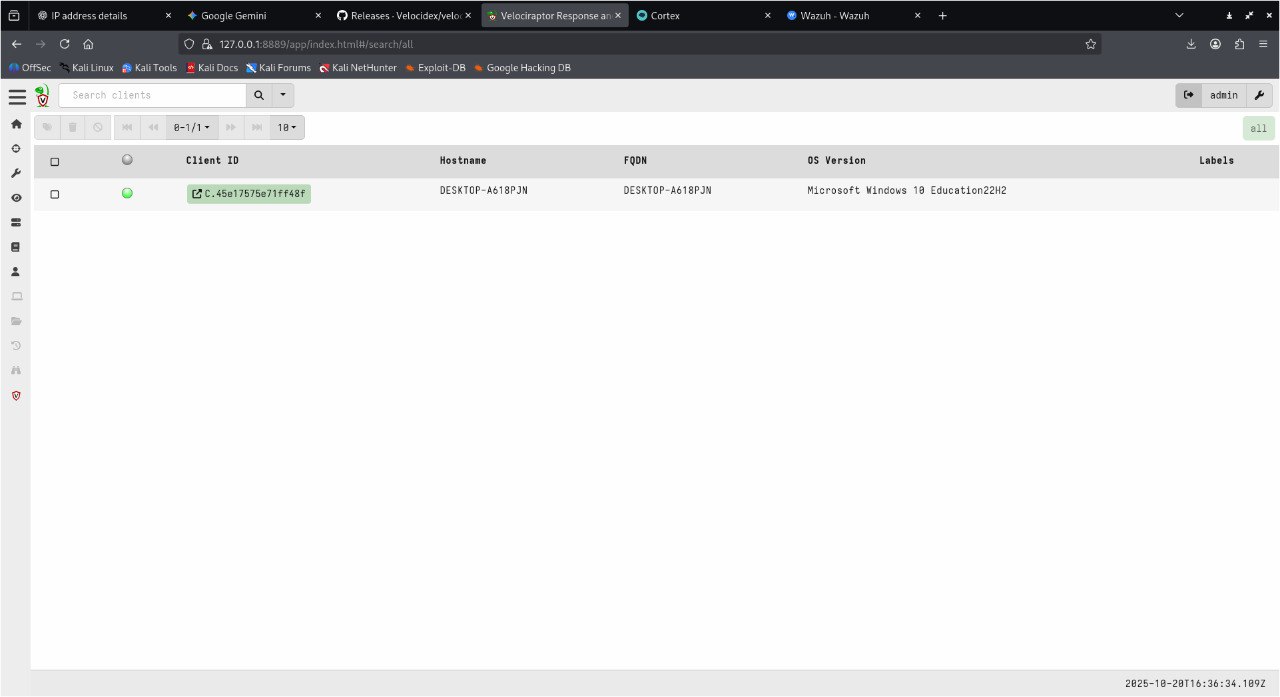 IP address details
Google Gemini
Releases · Velocidex/veloc
Velociraptor Response an
Cortex
Wazuh - Wazuh
127.0.0.1:8889/app/index.html#/search/all
OffSec Kali Linux Kali Tools Kali Docs Kali Forums Kali NetHunter Exploit-DB Google Hacking DB
Search clients
admin
0-1/1 10
all
Client ID Hostname FQDN OS Version Labels
C.45e17575e71ff48f DESKTOP-A618PJN DESKTOP-A618PJN Microsoft Windows 10 Education22H2
2025-10-20T16:36:34.109Z